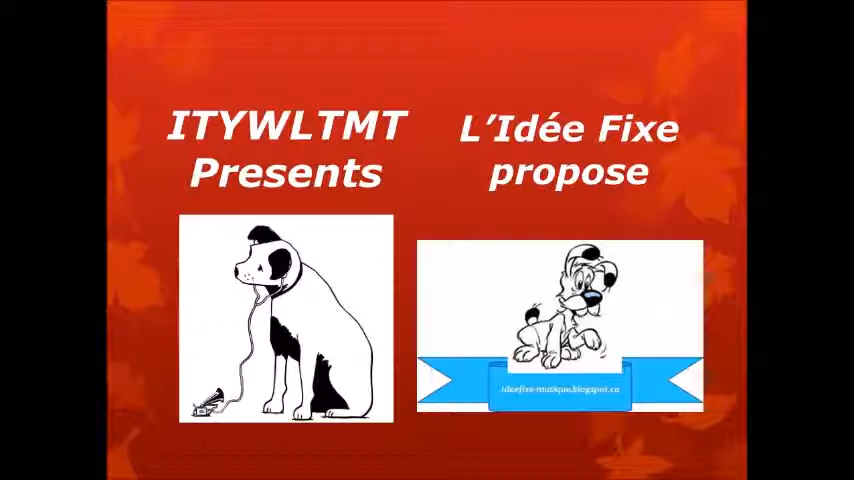 ITYWLTMT
Presents
L'Idée Fixe
propose
ideefixe-musique.blogspot.ca